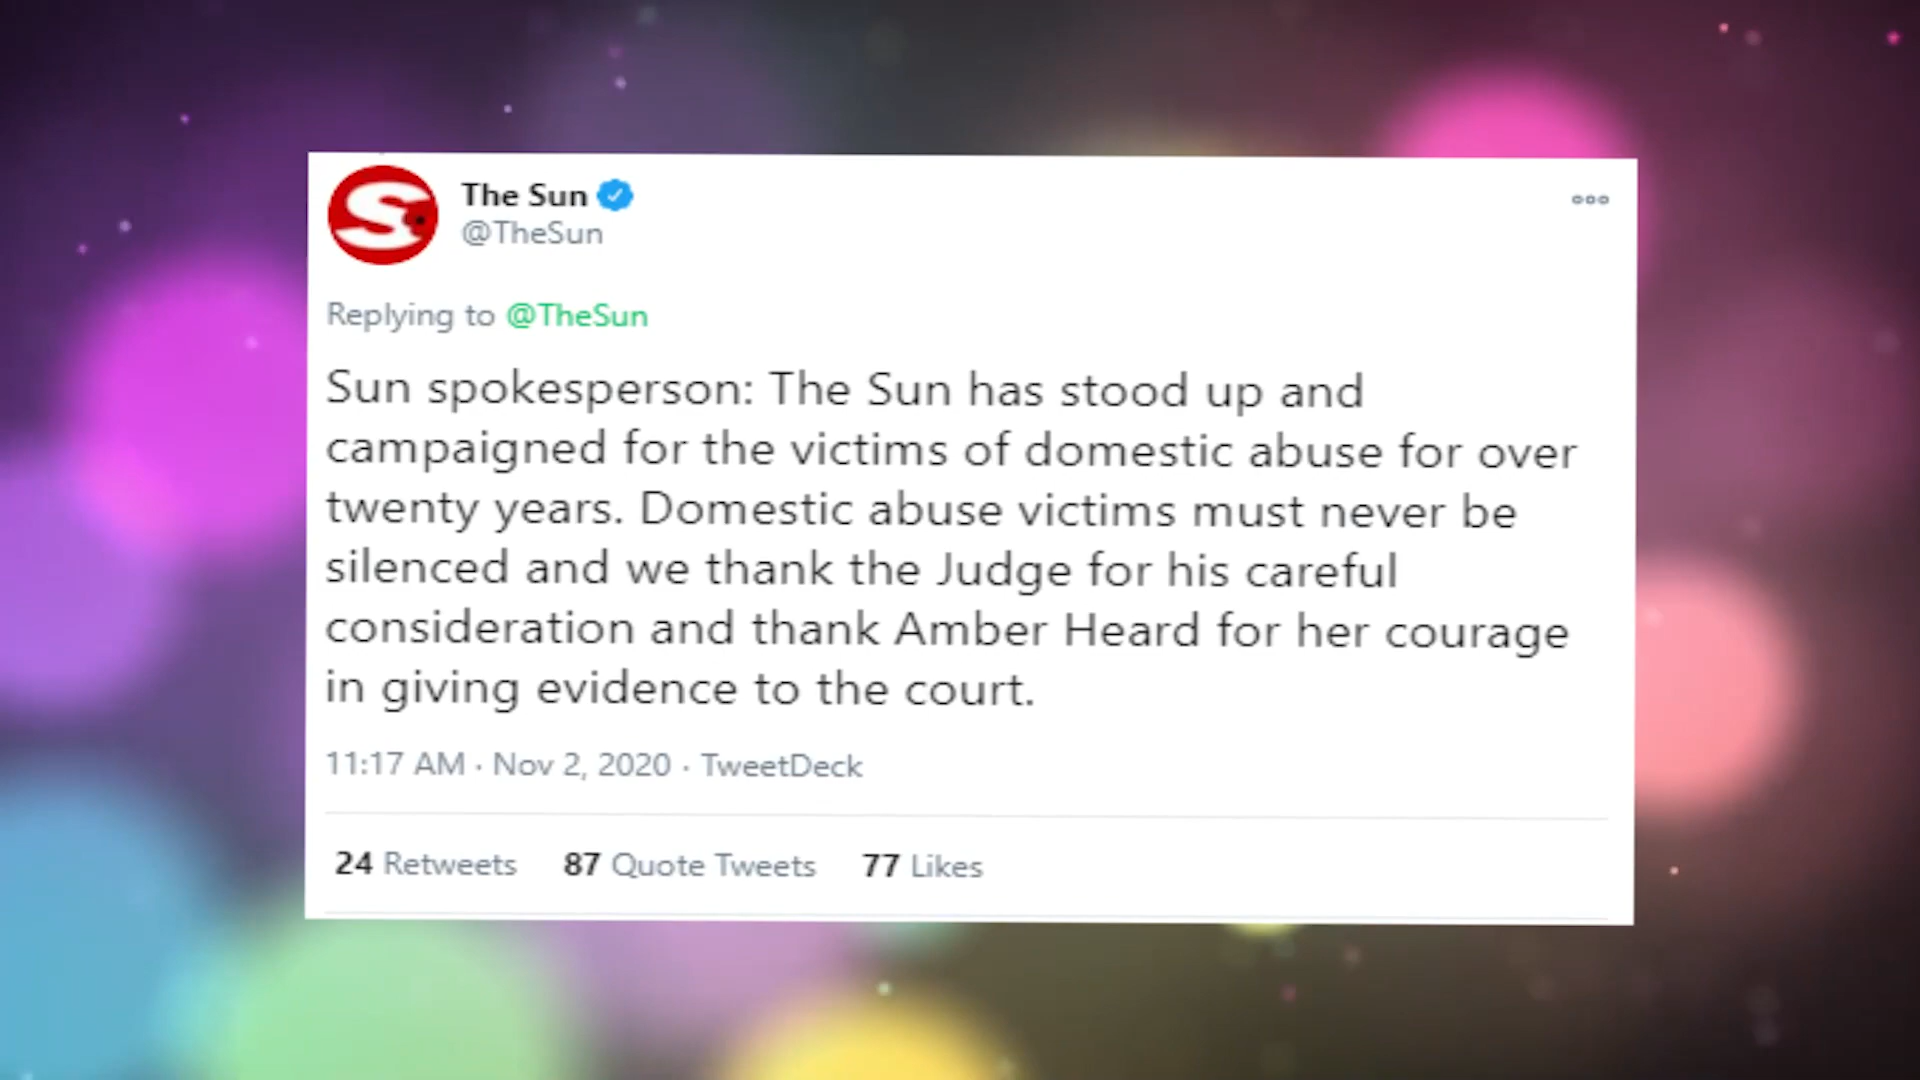 The Sun
@TheSun
Replying to @TheSun
Sun spokesperson: The Sun has stood up and
campaigned for the victims of domestic abuse for over
twenty years. Domestic abuse victims must never be
silenced and we thank the Judge for his careful
consideration and thank Amber Heard for her courage
in giving evidence to the court.
11:17 AM · Nov 2, 2020 · TweetDeck
24 Retweets 87 Quote Tweets 77 Likes